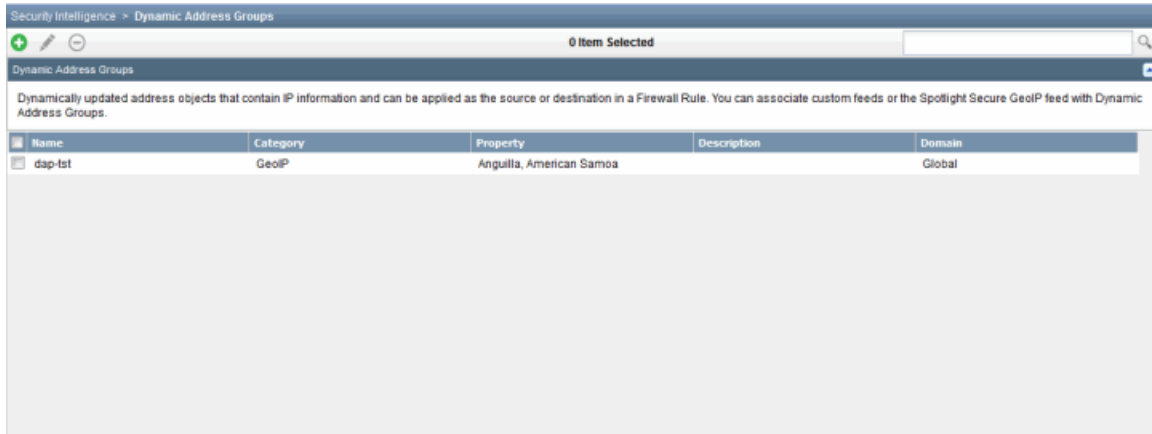 Security Intelligence > Dynamic Address Groups
0 Item Selected
Dynamic Address Groups
Dynamically updated address objects that contain IP information and can be applied as the source or destination in a Firewall Rule. You can associate custom feeds or the Spotlight Secure GeoIP feed with Dynamic
Address Groups.
Name Category Property Description Domain
dap-tst GeoIP Anguilla, American Samoa Global